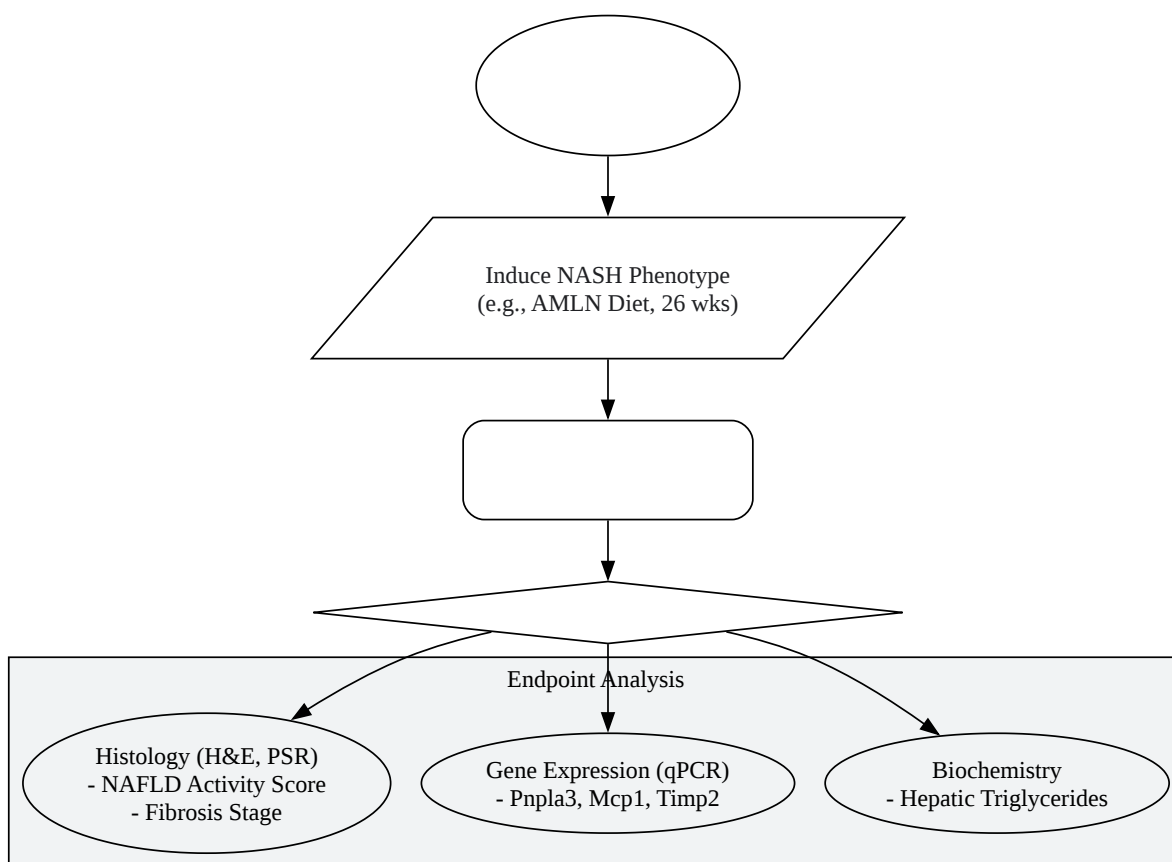 Induce NASH Phenotype
(e.g., AMLN Diet, 26 wks)
Endpoint Analysis
Histology (H&E, PSR)
- NAFLD Activity Score
- Fibrosis Stage
Gene Expression (qPCR)
- Pnpla3, Mcp1, Timp2
Biochemistry
- Hepatic Triglycerides